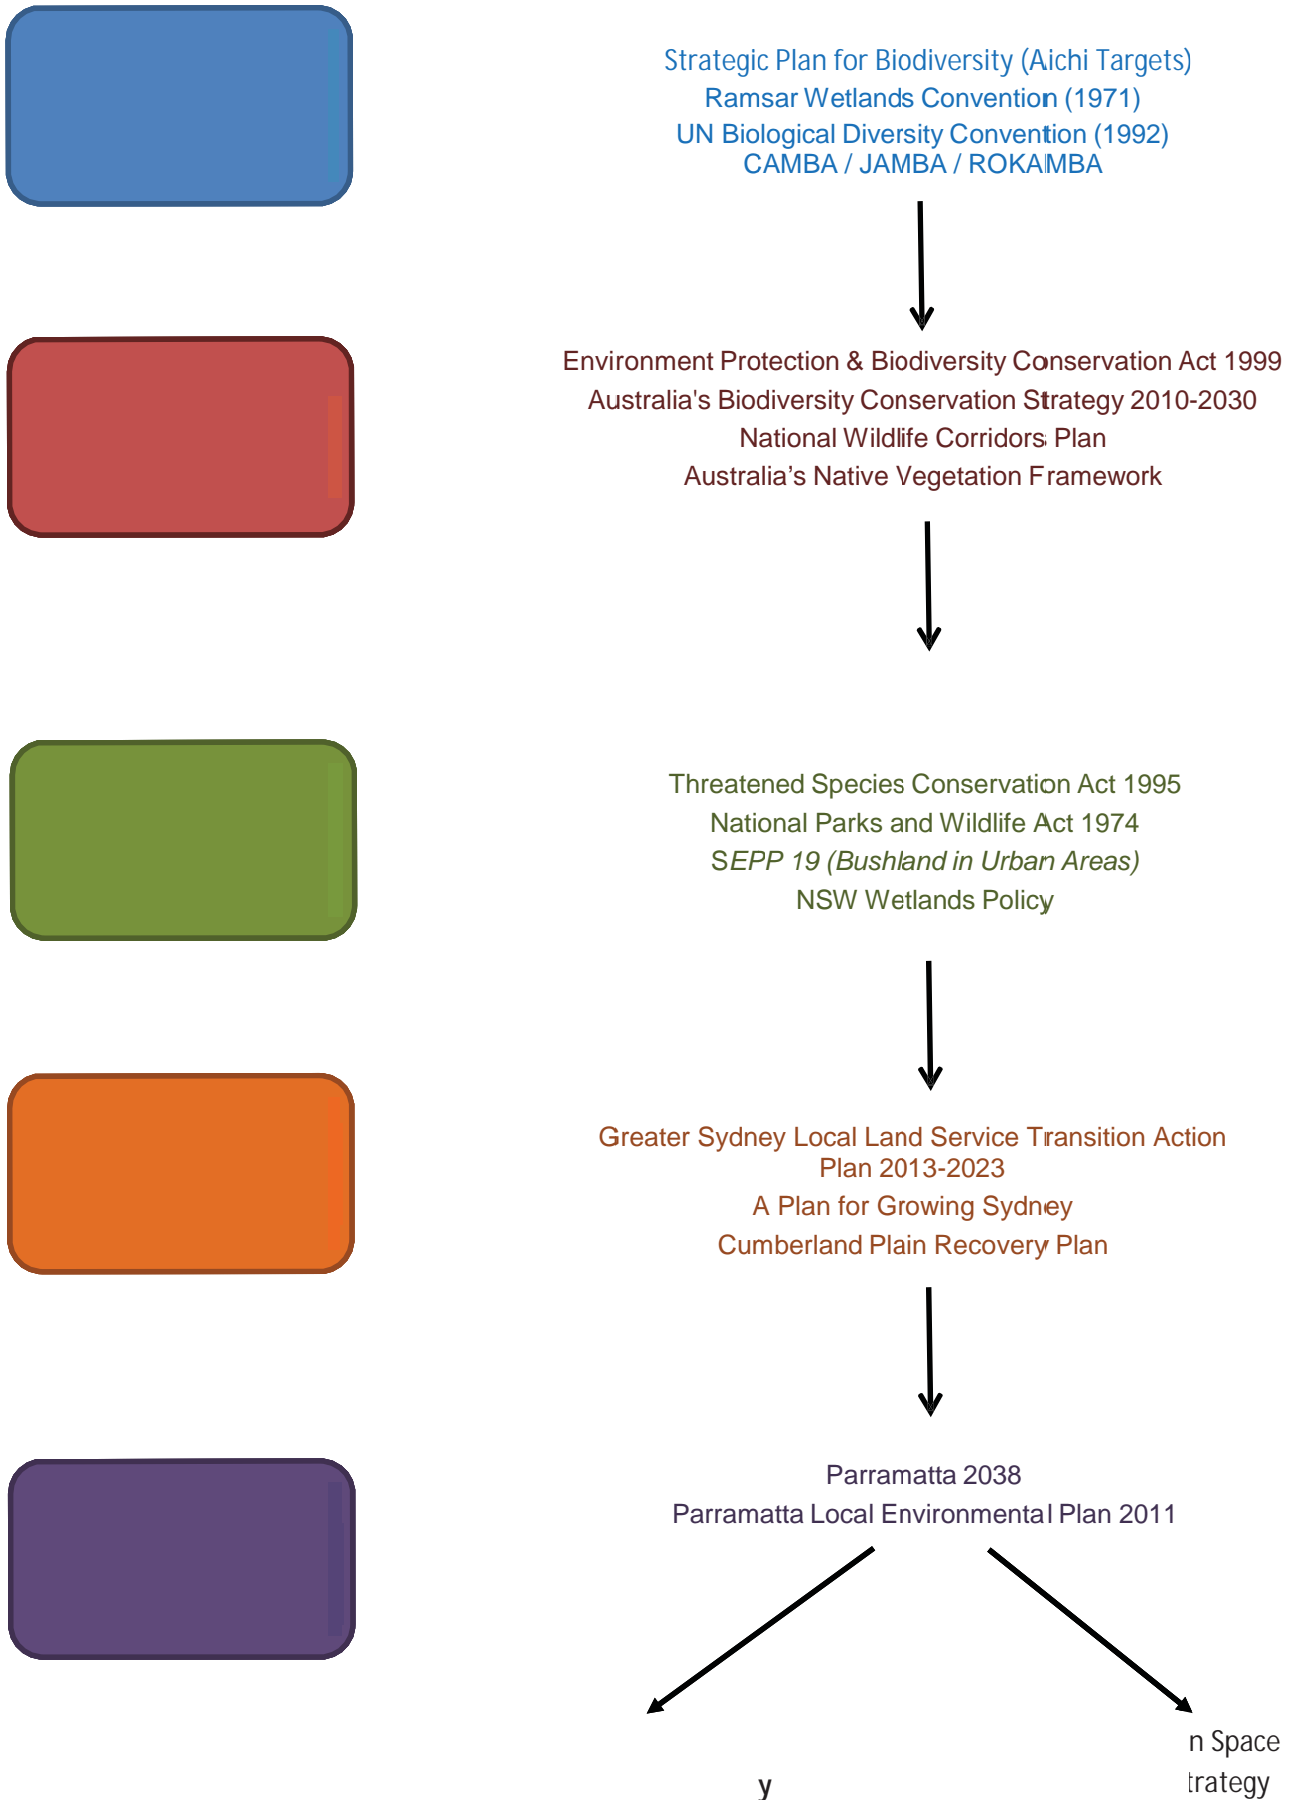 Strategic Plan for Biodiversity (Aichi Targets)
Ramsar Wetlands Convention (1971)
UN Biological Diversity Convention (1992)
CAMBA / JAMBA / ROKAMBA
Environment Protection & Biodiversity Conservation Act 1999
Australia's Biodiversity Conservation Strategy 2010-2030
National Wildlife Corridors Plan
Australia’s Native Vegetation Framework
Threatened Species Conservation Act 1995
National Parks and Wildlife Act 1974
SEPP 19 (Bushland in Urban Areas)
NSW Wetlands Policy
Greater Sydney Local Land Service Transition Action
Plan 2013-2023
A Plan for Growing Sydney
Cumberland Plain Recovery Plan
Parramatta 2038
Parramatta Local Environmental Plan 2011
n Space
y trategy